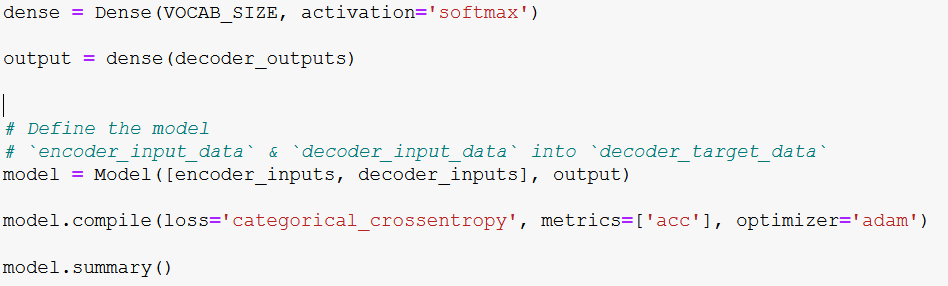 dense = Dense(VOCAB_SIZE, activation='softmax')
output = dense(decoder_outputs)
# Define the model
# `encoder_input_data` & `decoder_input_data` into `decoder_target_data`
model = Model([encoder_inputs, decoder_inputs], output)
model.compile(loss='categorical_crossentropy', metrics=['acc'], optimizer='adam')
model.summary()